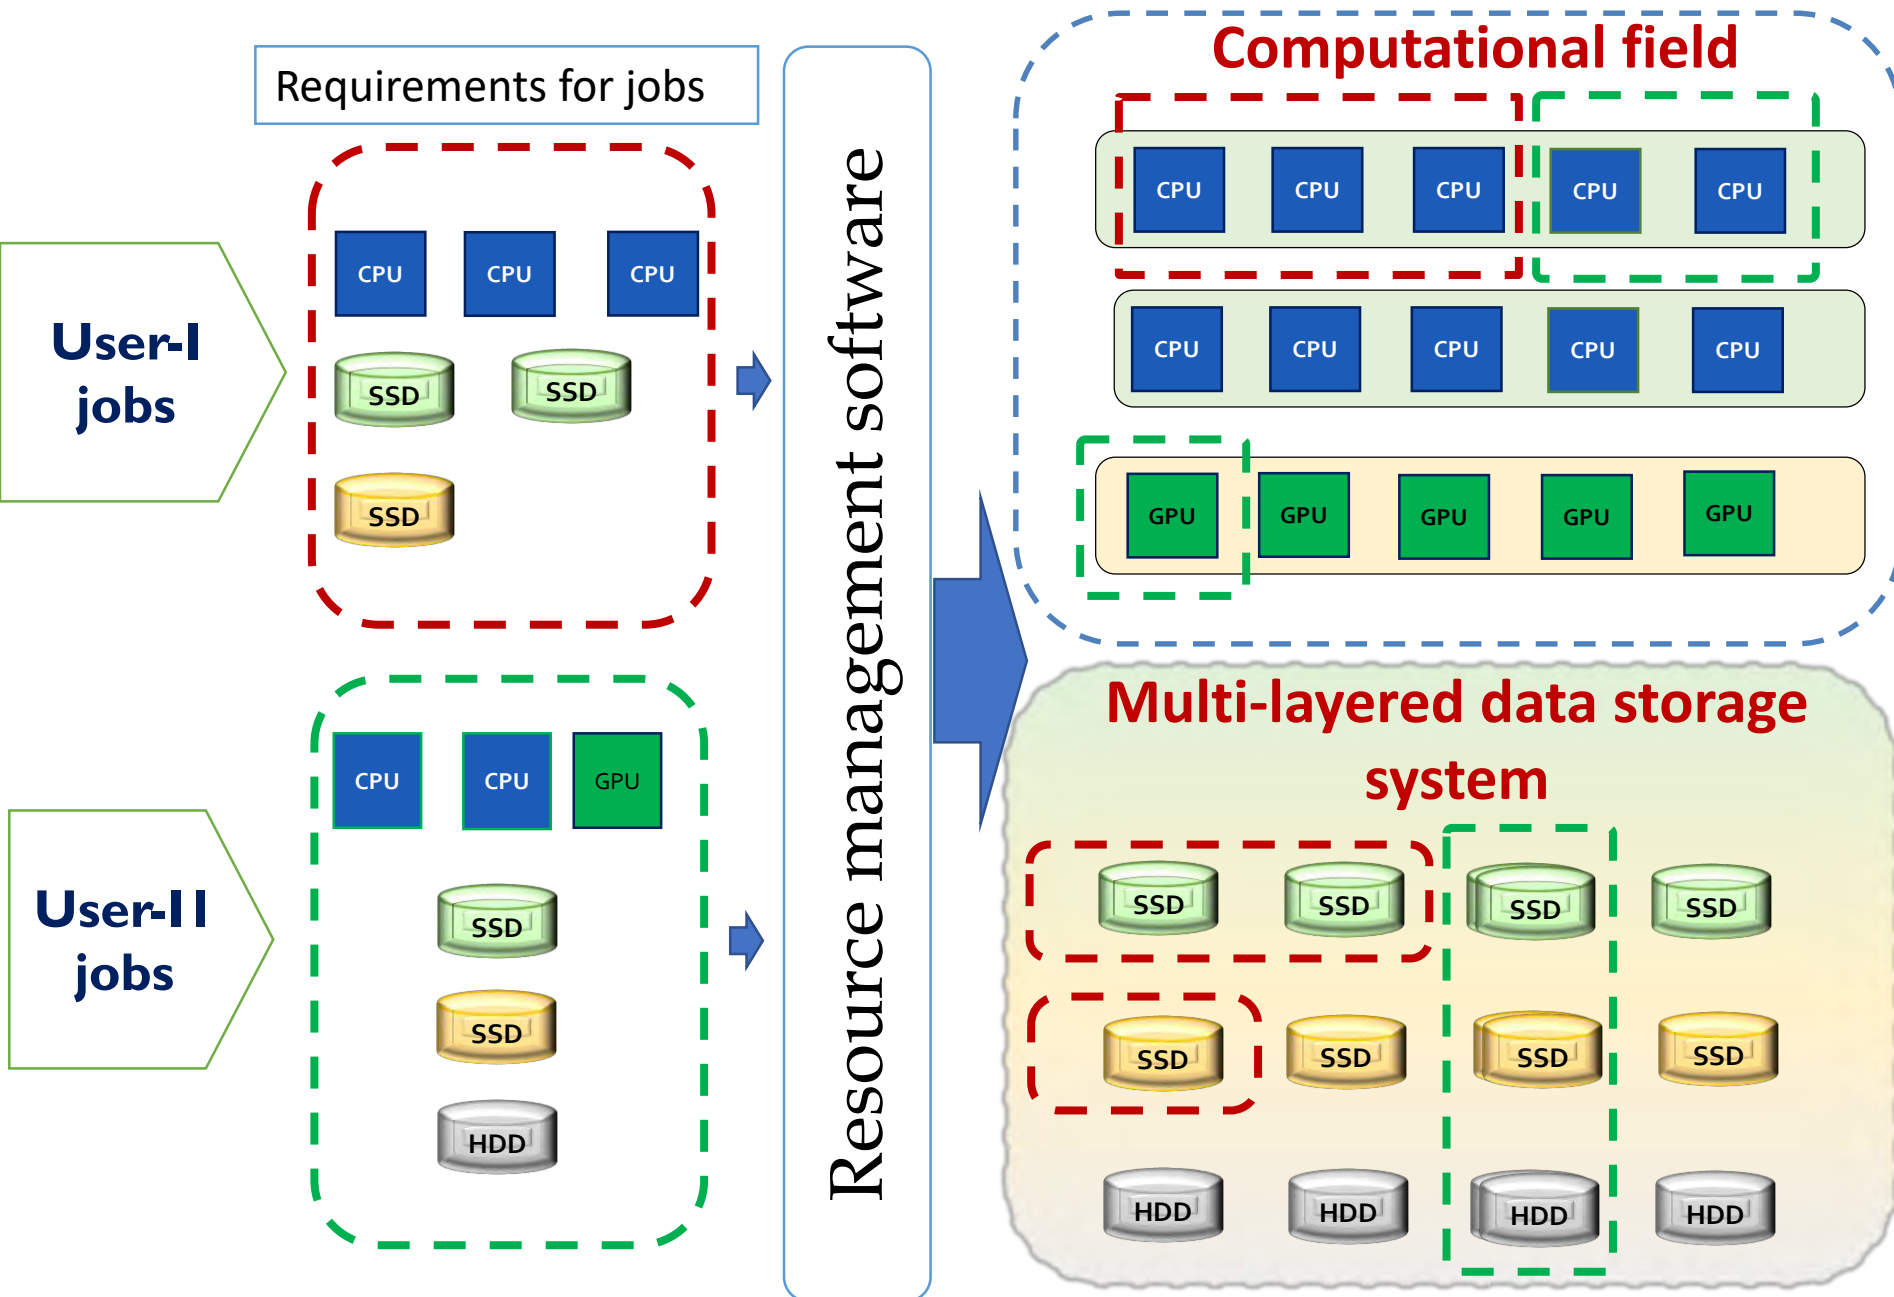 Requirements for jobs
User-I
jobs
CPU CPU CPU
SSD SSD
SSD
User-II
jobs
CPU CPU GPU
SSD
SSD
HDD
Resource management software
Computational field
CPU CPU CPU CPU CPU
CPU CPU CPU CPU CPU
GPU GPU GPU GPU GPU
Multi-layered data storage
system
SSD SSD SSD SSD
SSD SSD SSD SSD
HDD HDD HDD HDD